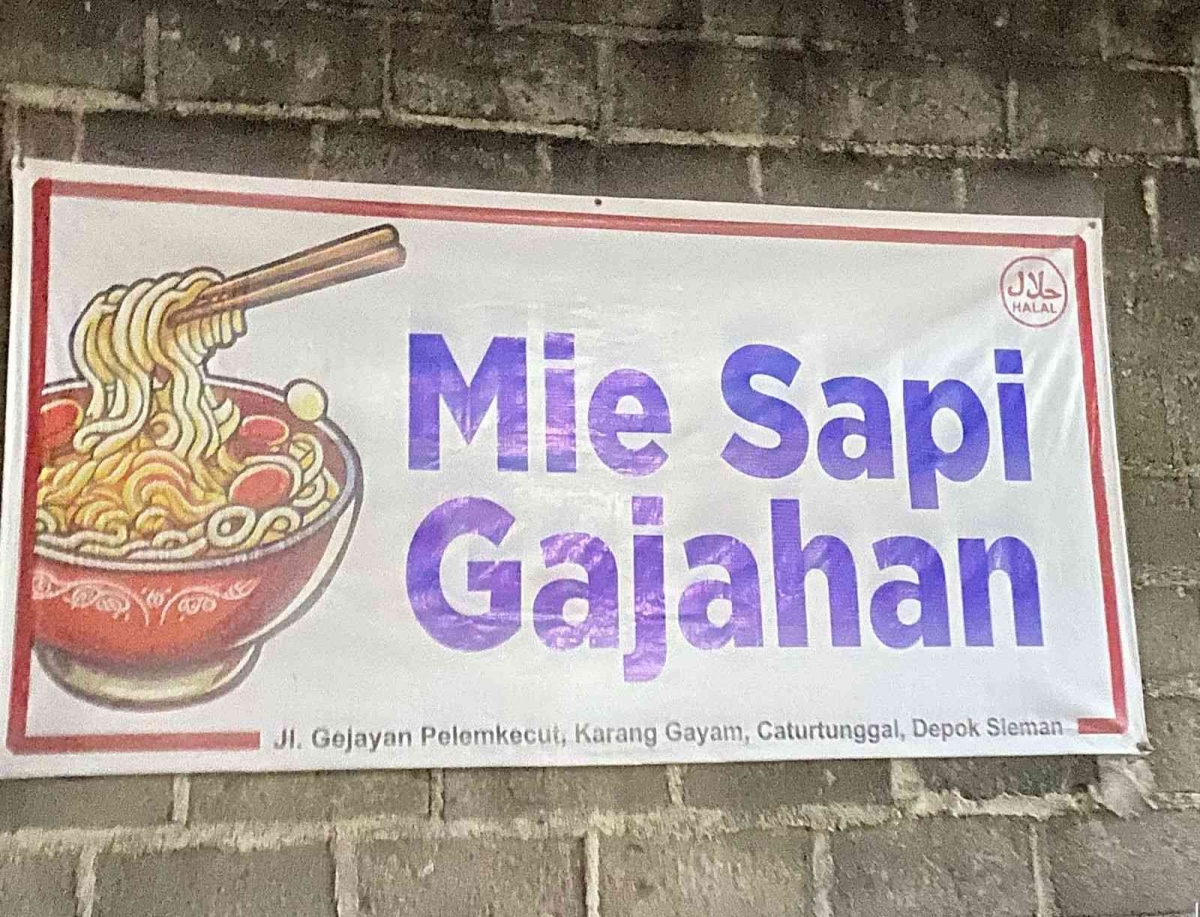 حلال
HALAL
Mie Sapi
Gajahan
Jl. Gejayan Pelemkecut, Karang Gayam, Caturtunggal, Depok Sleman